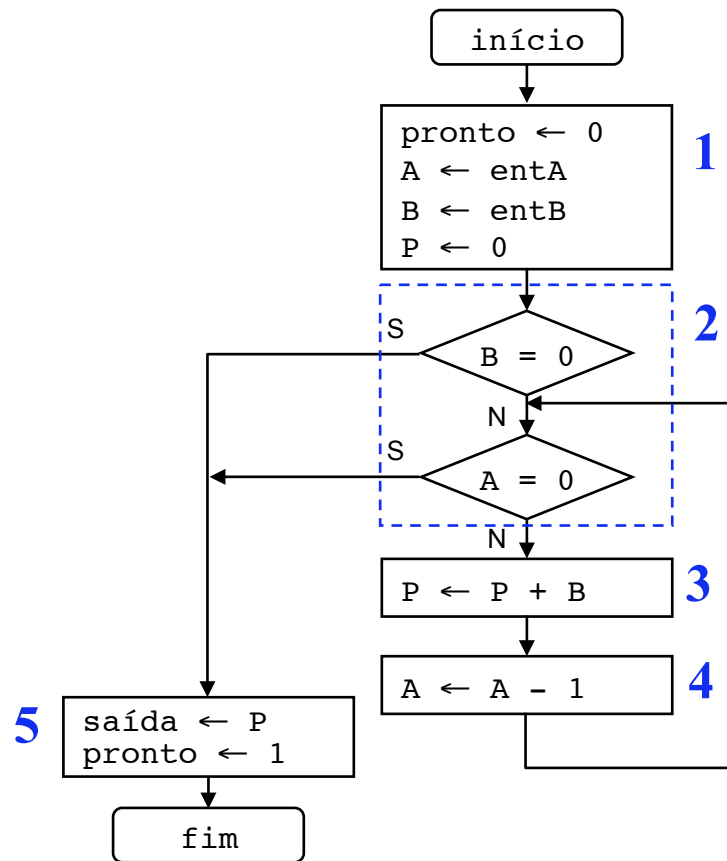 início
pronto ← 0
A ← entA
B ← entB
P ← 0
1
2
S
B = 0
N
S
A = 0
N
P ← P + B
3
A ← A - 1
4
5
saída ← P
pronto ← 1
fim